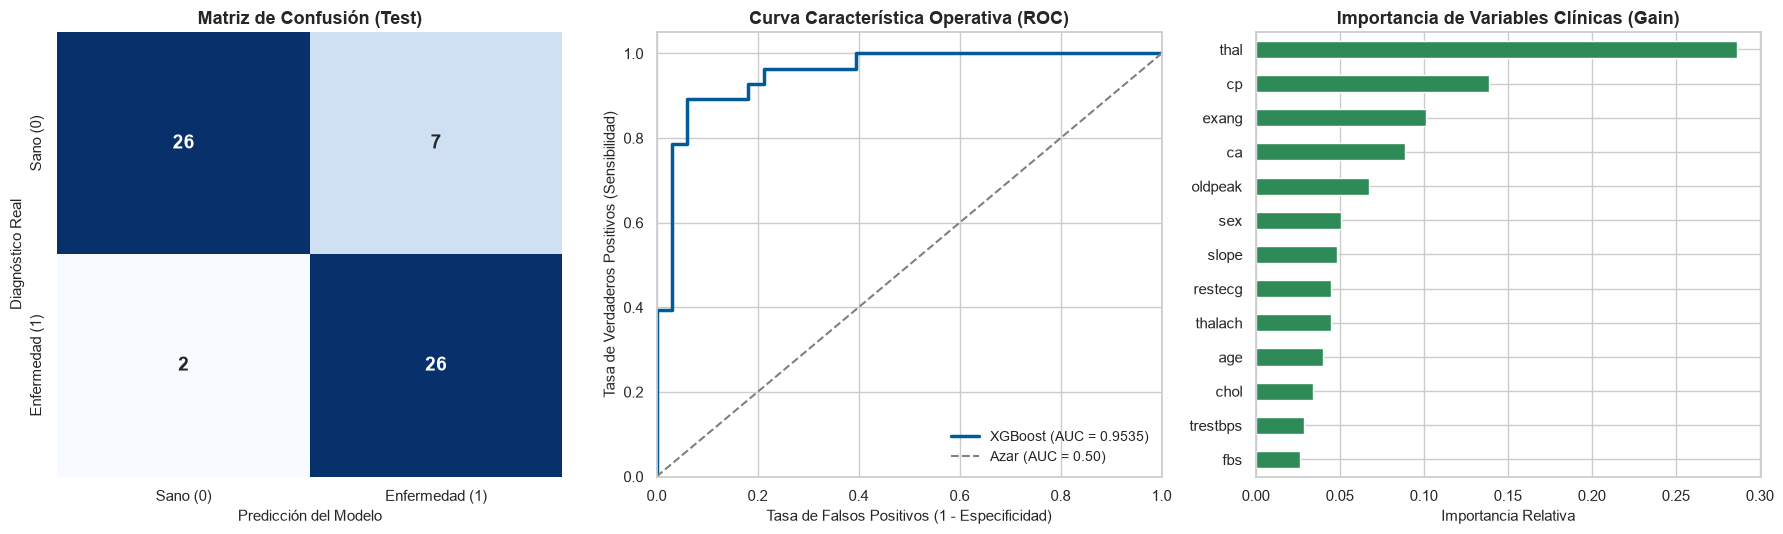 Matriz de Confusión (Test)
Diagnóstico Real
Sano (0)
Enfermedad (1)
26
7
2
26
Sano (0)
Enfermedad (1)
Predicción del Modelo
Curva Característica Operativa (ROC)
Tasa de Verdaderos Positivos (Sensibilidad)
1.0
0.8
0.6
0.4
0.2
0.0
XGBoost (AUC = 0.9535)
Azar (AUC = 0.50)
0.0
0.2
0.4
0.6
0.8
1.0
Tasa de Falsos Positivos (1 - Especificidad)
Importancia de Variables Clínicas (Gain)
thal
cp
exang
ca
oldpeak
sex
slope
restecg
thalach
age
chol
trestbps
fbs
0.00
0.05
0.10
0.15
0.20
0.25
0.30
Importancia Relativa